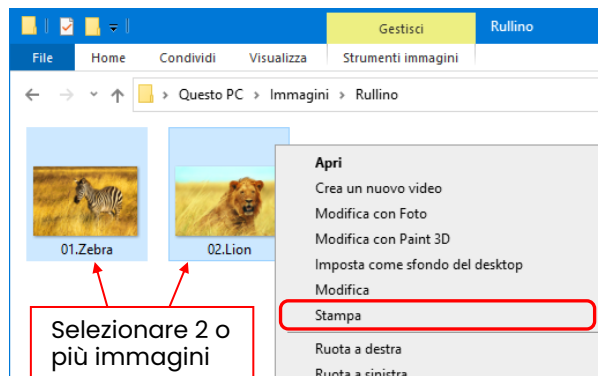 Gestisci
Rullino
File
Home
Condividi
Visualizza
Strumenti immagini
Questo PC
Immagini
Rullino
01.Zebra
02.Lion
Apri
Crea un nuovo video
Modifica con Foto
Modifica con Paint 3D
Imposta come sfondo del desktop
Modifica
Stampa
Ruota a destra
Ruota a sinistra
Selezionare 2 o
più immagini